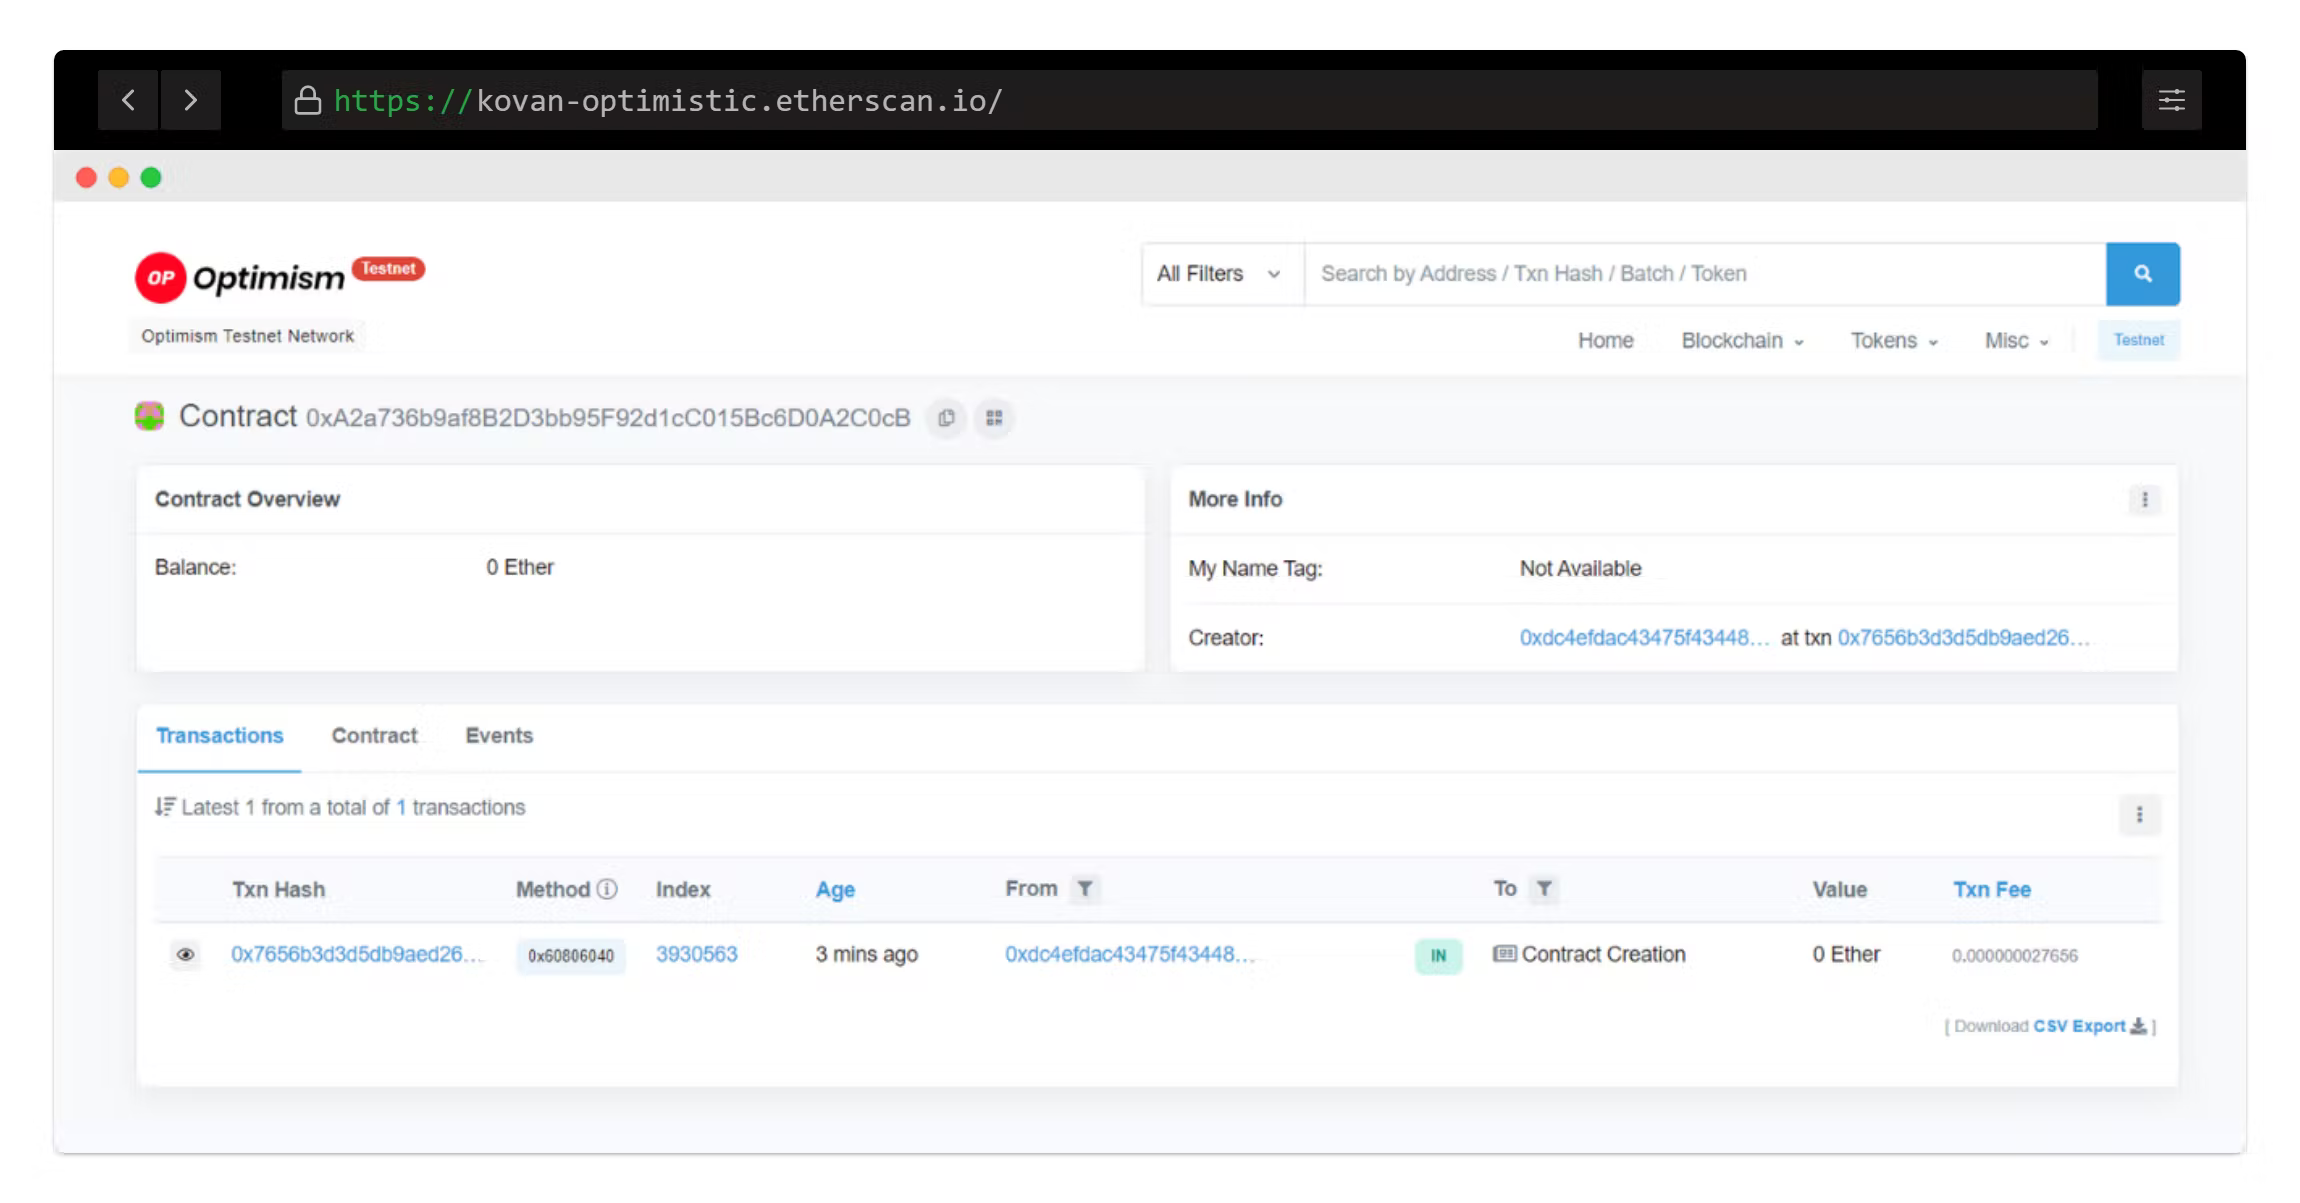 https://kovan-optimistic.etherscan.io/
OP Optimism Testnet
All Filters Search by Address / Txn Hash / Batch / Token
Optimism Testnet Network
Home Blockchain Tokens Misc Testnet
Contract 0xA2a736b9af8B2D3bb95F92d1cC015Bc6D0A2C0cB
Contract Overview
Balance: 0 Ether
More Info
My Name Tag: Not Available
Creator: 0xdc4efdac43475f43448... at txn 0x7656b3d3d5db9aed26...
Transactions Contract Events
Latest 1 from a total of 1 transactions
Txn Hash Method Index Age From To Value Txn Fee
0x7656b3d3d5db9aed26... 0x60806040 3930563 3 mins ago 0xdc4efdac43475f43448... IN Contract Creation 0 Ether 0.000000027656
[ Download CSV Export ]